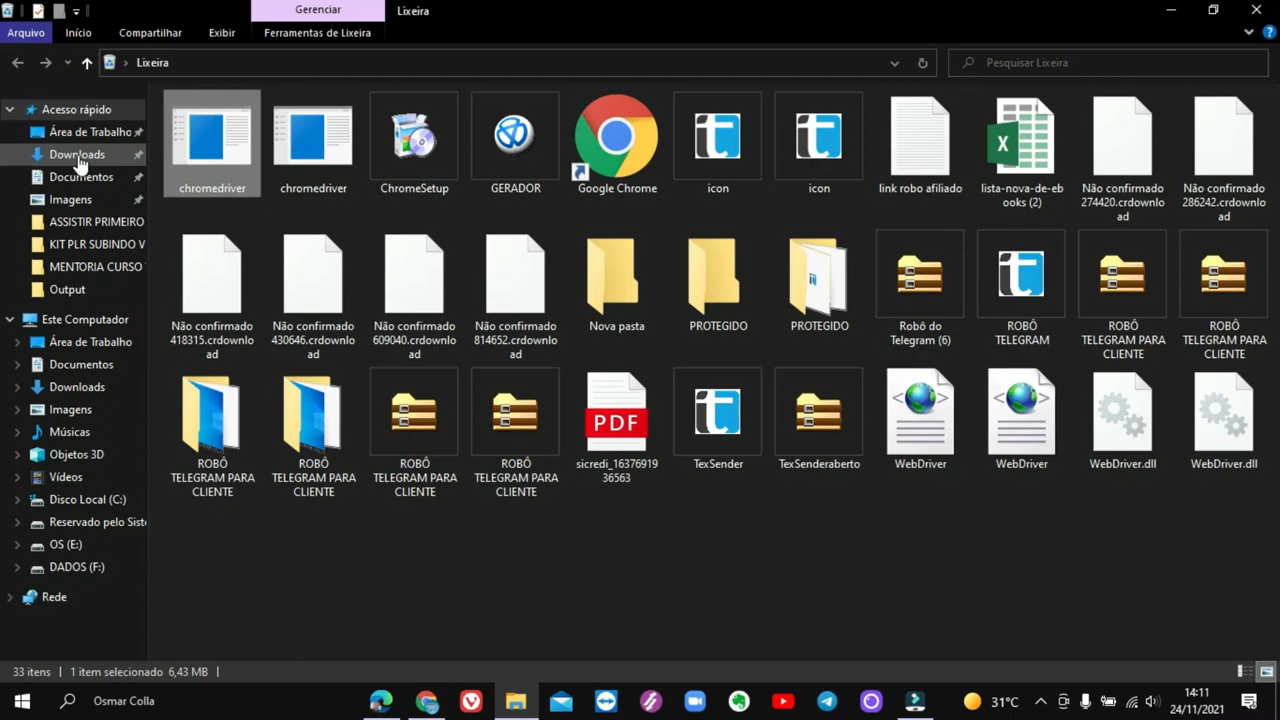 Gerenciar
Lixeira
Arquivo
Início
Compartilhar
Exibir
Ferramentas de Lixeira
Lixeira
Pesquisar Lixeira
Acesso rápido
Área de Trabalho
Downloads
Documentos
Imagens
ASSISTIR PRIMEIRO
KIT PLR SUBINDO V
MENTORIA CURSO
Output
Este Computador
Área de Trabalho
Documentos
Downloads
Imagens
Músicas
Objetos 3D
Vídeos
Disco Local (C:)
Reservado pelo Siste
OS (E:)
DADOS (F:)
Rede
chromedriver
chromedriver
ChromeSetup
GERADOR
Google Chrome
icon
icon
link robo afiliado
lista-nova-de-eb
ooks (2)
Não confirmado
274420.crdownlo
ad
Não confirmado
286242.crdownlo
ad
Não confirmado
418315.crdownlo
ad
Não confirmado
430646.crdownlo
ad
Não confirmado
609040.crdownlo
ad
Não confirmado
814652.crdownlo
ad
Nova pasta
PROTEGIDO
PROTEGIDO
Robô do
Telegram (6)
ROBÔ
TELEGRAM
ROBÔ
TELEGRAM PARA
CLIENTE
ROBÔ
TELEGRAM PARA
CLIENTE
ROBÔ
TELEGRAM PARA
CLIENTE
ROBÔ
TELEGRAM PARA
CLIENTE
ROBÔ
TELEGRAM PARA
CLIENTE
ROBÔ
TELEGRAM PARA
CLIENTE
PDF
sicredi_16376919
36563
TexSender
TexSenderaberto
WebDriver
WebDriver
WebDriver.dll
WebDriver.dll
33 itens
1 item selecionado 6,43 MB
Osmar Colla
31°C
14:11
24/11/2021